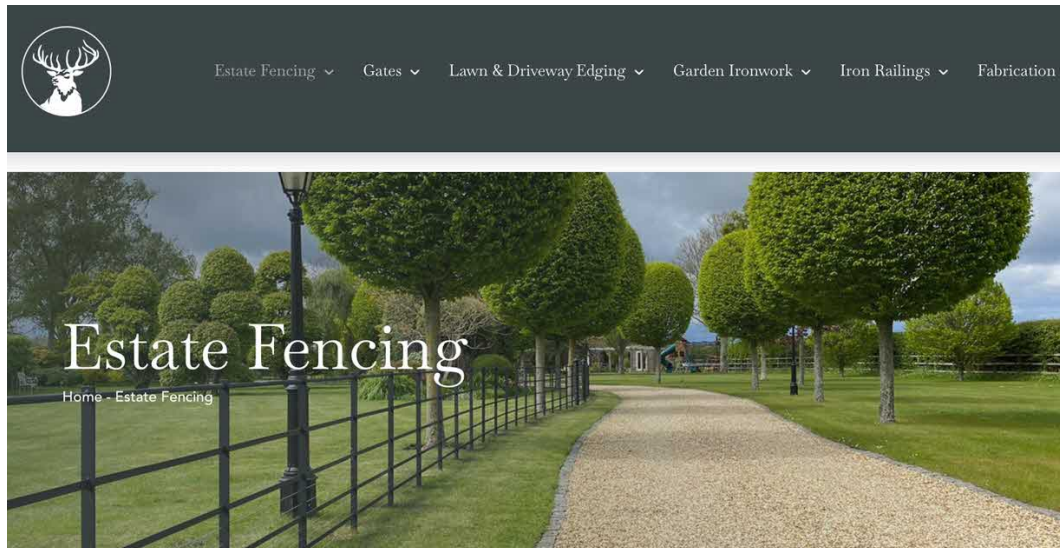 Estate Fencing Gates Lawn & Driveway Edging Garden Ironwork Iron Railings Fabrication
Estate Fencing
Home - Estate Fencing